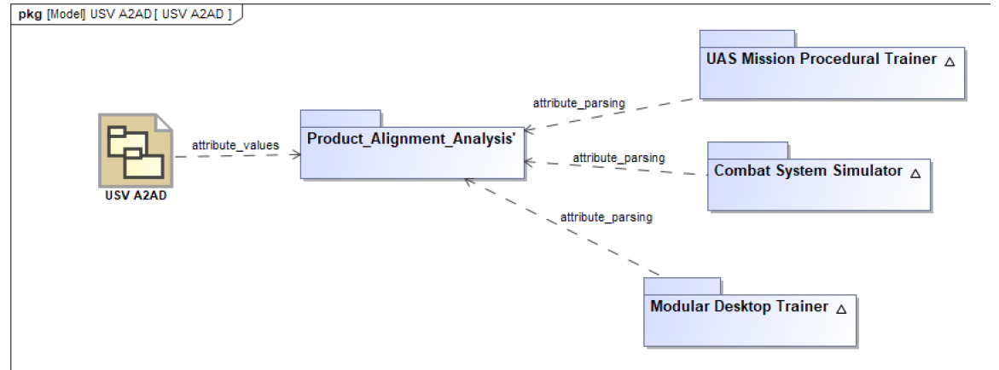 pkg [Model] USV A2AD [ USV A2AD ]
UAS Mission Procedural Trainer
attribute_parsing
Product_Alignment_Analysis'
attribute_values
attribute_parsing
Combat System Simulator
USV A2AD
attribute_parsing
Modular Desktop Trainer